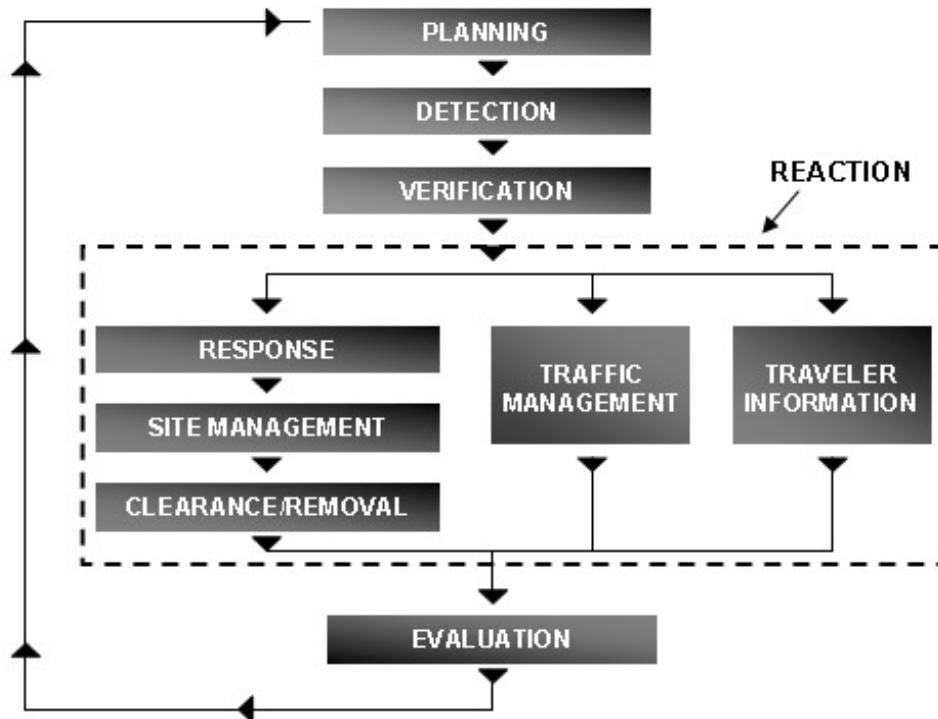 PLANNING
DETECTION
VERIFICATION
REACTION
RESPONSE
SITE MANAGEMENT
CLEARANCE/REMOVAL
TRAFFIC
MANAGEMENT
TRAVELER
INFORMATION
EVALUATION